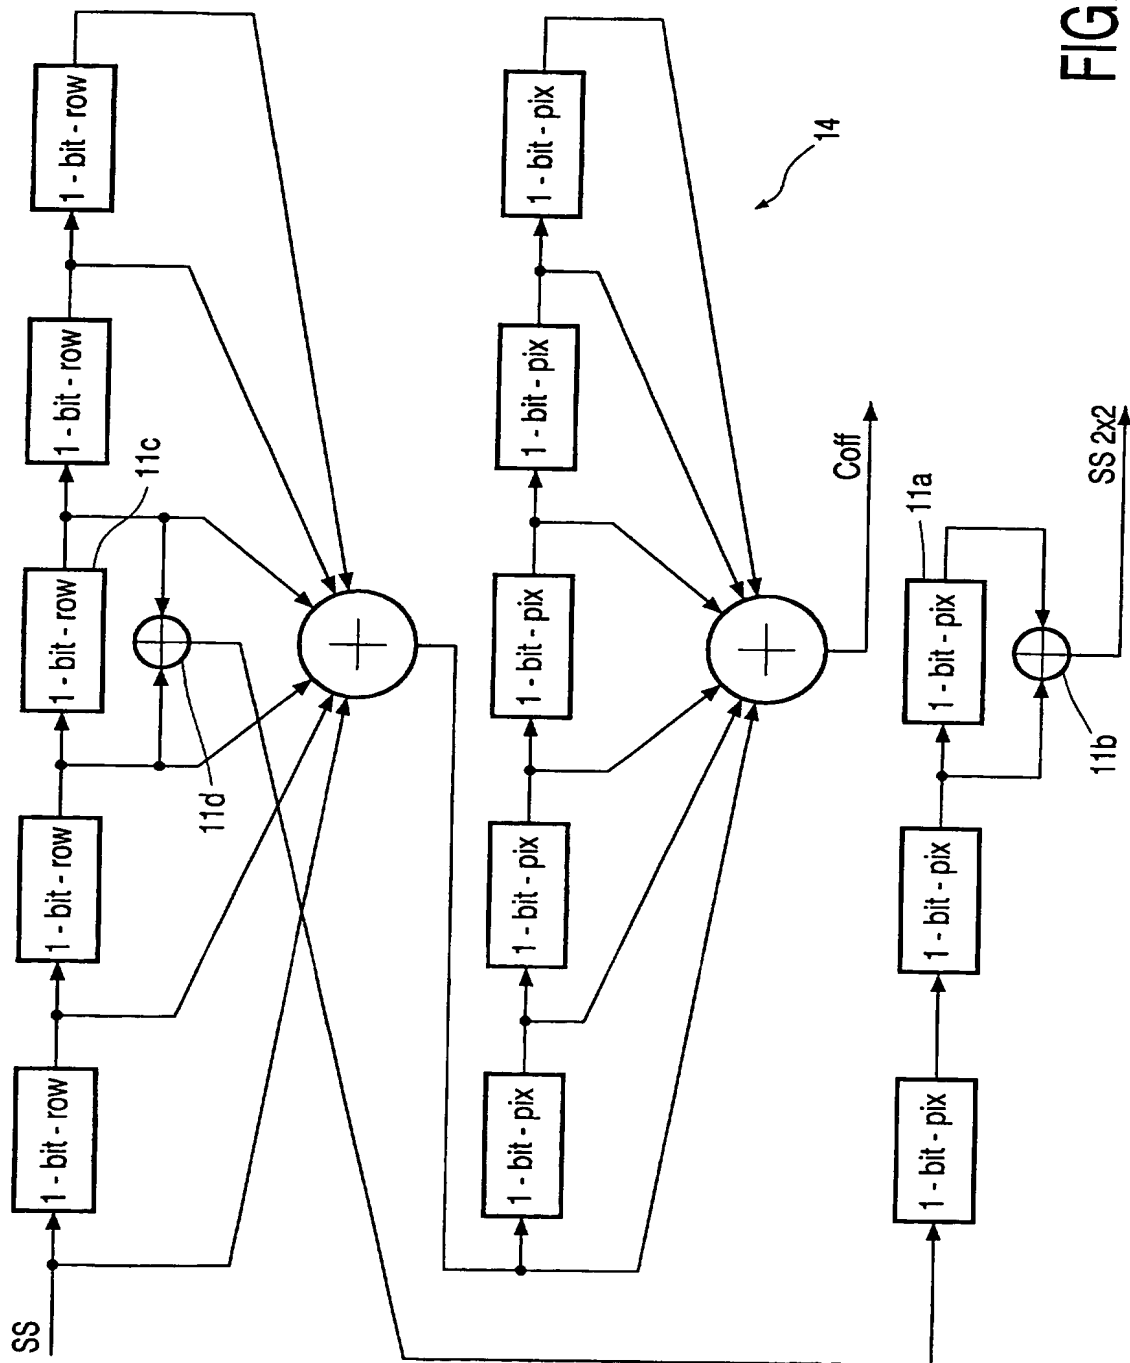 SS
1 - bit - row
1 - bit - row
1 - bit - row
1 - bit - row
1 - bit - row
11c
11d
1 - bit - pix
1 - bit - pix
1 - bit - pix
1 - bit - pix
1 - bit - pix
14
Coff
1 - bit - pix
1 - bit - pix
1 - bit - pix
11a
11b
SS 2x2
FIG